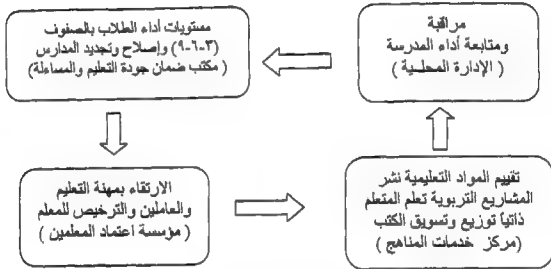 مراقبة
ومتابعة أداء المدرسة
( الإدارة المحلية )
مستويات أداء الطلاب بالصفوف
(٣-٦-٩) وإصلاح وتجديد المدارس
( مكتب ضمان جودة التعليم والمساءلة)
الارتقاء بمهنة التعليم
والعاملين والترخيص للمعلم
( مؤسسة اعتماد المعلمين )
تقييم المواد التعليمية نشر
المشاريع التربوية تعلم المتعلم
ذاتياً توزيع وتسويق الكتب
(مركز خدمات المناهج )